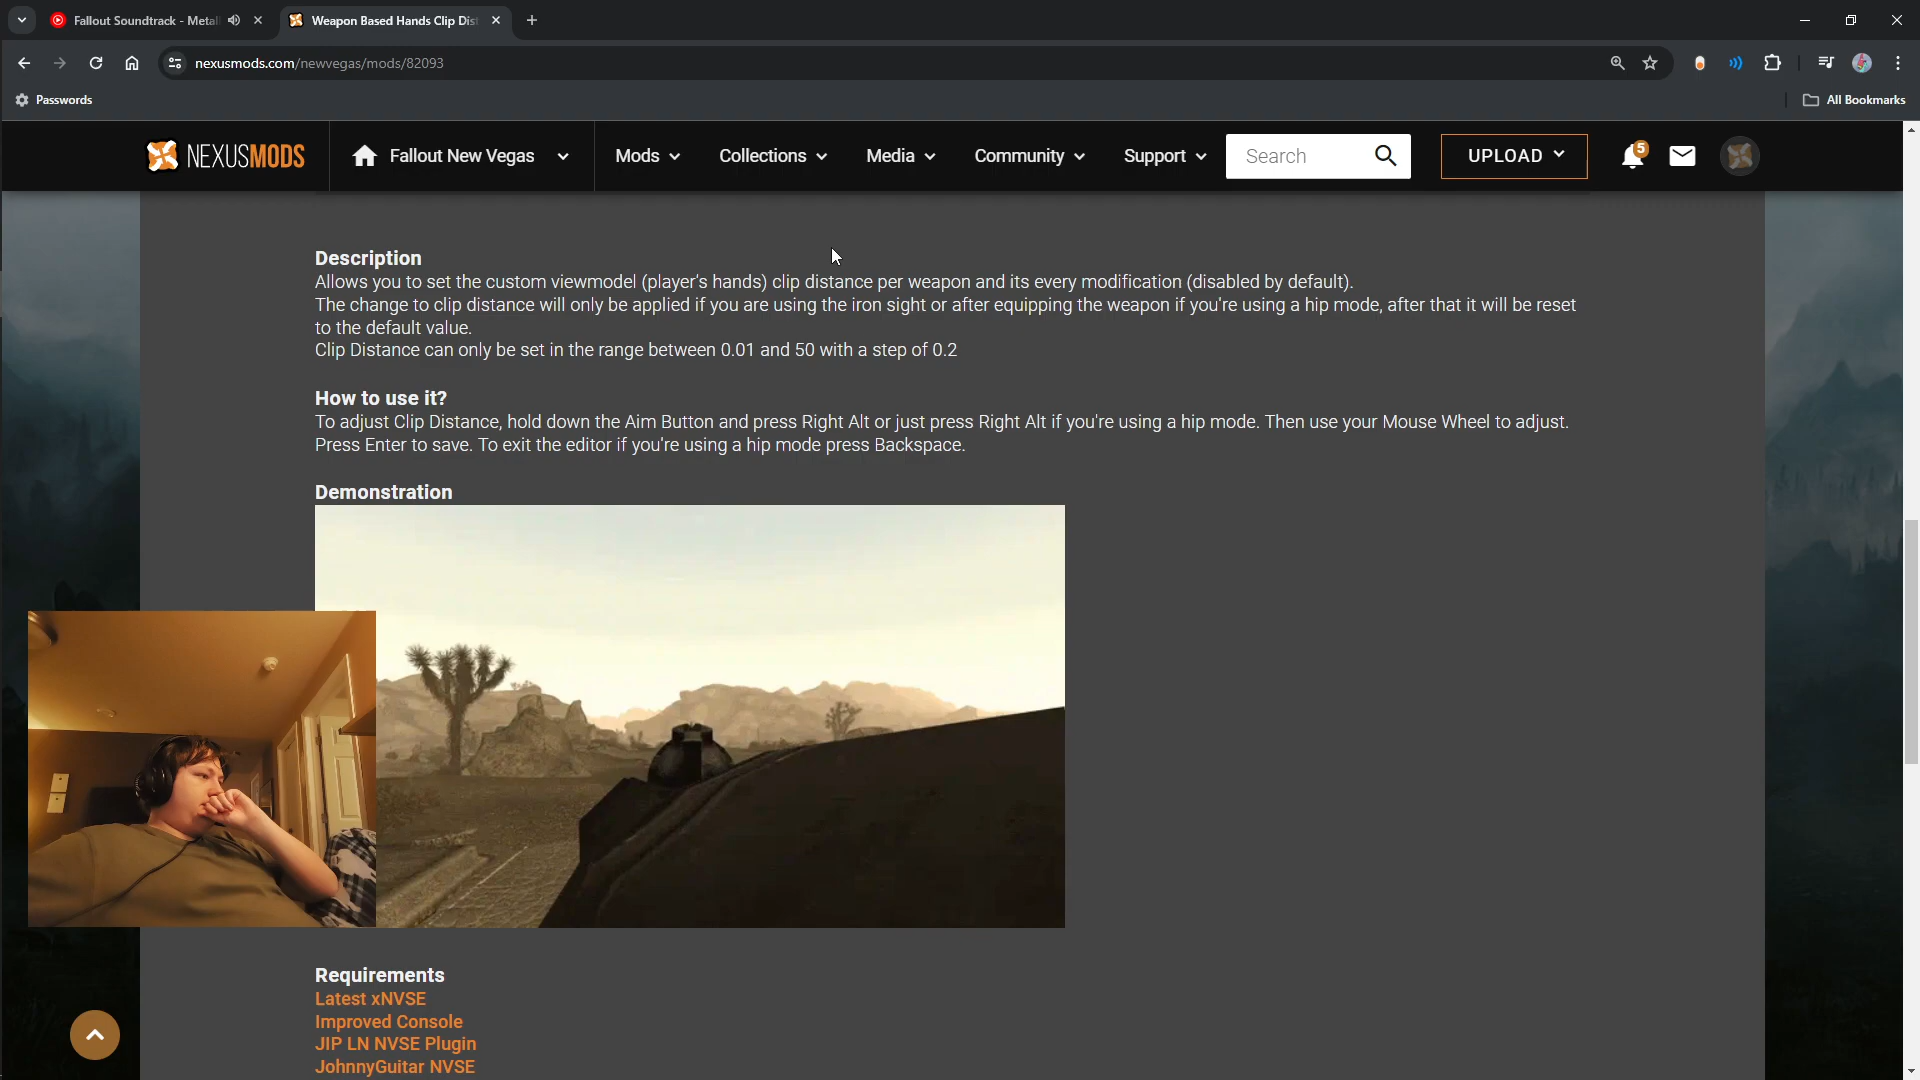 Fallout Soundtrack - Metal
Weapon Based Hands Clip Dist
nexusmods.com/newvegas/mods/82093
Passwords
All Bookmarks
NEXUSMODS
Fallout New Vegas
Mods
Collections
Media
Community
Support
Search
UPLOAD
5
Description
Allows you to set the custom viewmodel (player's hands) clip distance per weapon and its every modification (disabled by default).
The change to clip distance will only be applied if you are using the iron sight or after equipping the weapon if you're using a hip mode, after that it will be reset
to the default value.
Clip Distance can only be set in the range between 0.01 and 50 with a step of 0.2
How to use it?
To adjust Clip Distance, hold down the Aim Button and press Right Alt or just press Right Alt if you're using a hip mode. Then use your Mouse Wheel to adjust.
Press Enter to save. To exit the editor if you're using a hip mode press Backspace.
Demonstration
Requirements
Latest xNVSE
Improved Console
JIP LN NVSE Plugin
JohnnyGuitar NVSE